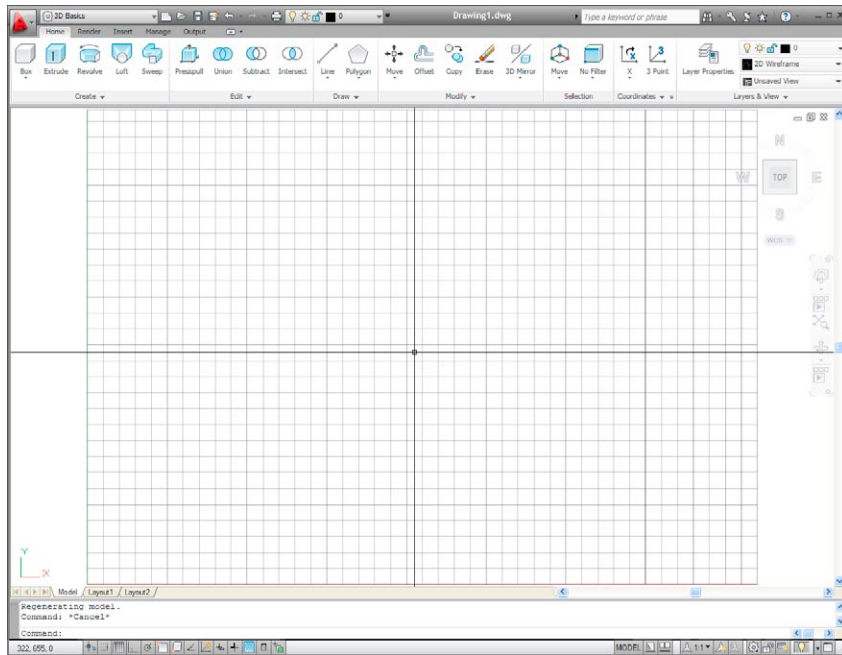 3D Basics 0 Drawing1.dwg Type a keyword or phrase
Home Render Insert Manage Output
Box Extrude Revolve Loft Sweep Presspull Union Subtract Intersect Line Polygon Move Offset Copy Erase 3D Mirror Move No Filter X 3 Point Layer Properties 0
2D Wireframe
Unsaved View
Create Edit Draw Modify Selection Coordinates Layers & View
N
W TOP E
S
WCS
Y
X
Model Layout1 Layout2
Regenerating model.
Command: *Cancel*
Command:
322, 655, 0 MODEL 1:1